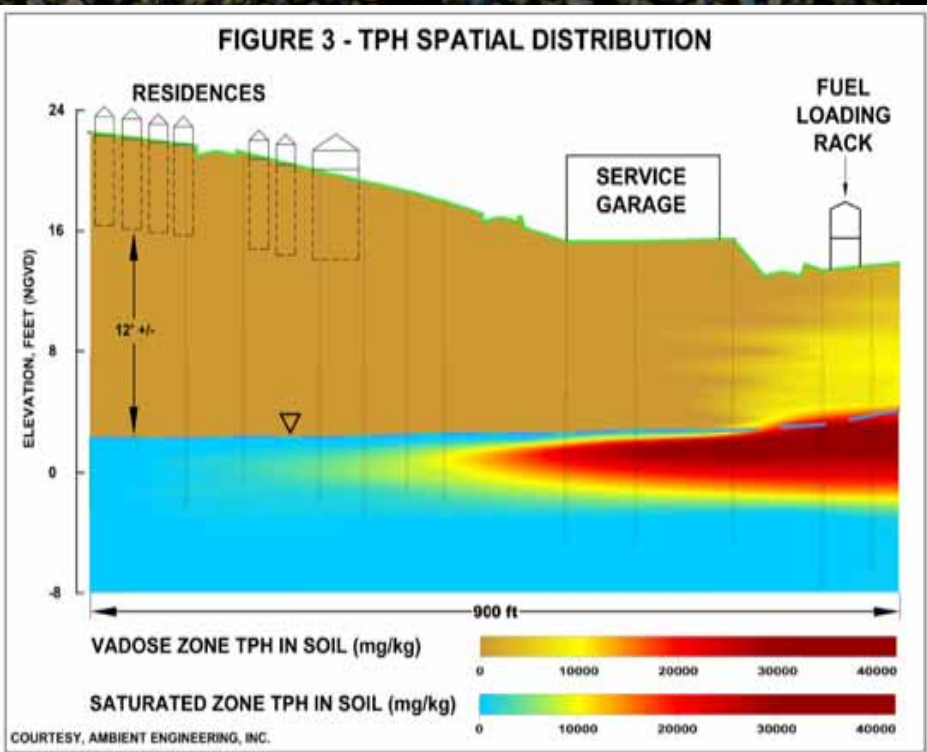 FIGURE 3 - TPH SPATIAL DISTRIBUTION
RESIDENCES
FUEL
LOADING
RACK
SERVICE
GARAGE
24
16
8
0
-8
ELEVATION, FEET (NGVD)
12' +/-
900 ft
VADOSE ZONE TPH IN SOIL (mg/kg)
0 10000 20000 30000 40000
SATURATED ZONE TPH IN SOIL (mg/kg)
0 10000 20000 30000 40000
COURTESY, AMBIENT ENGINEERING, INC.